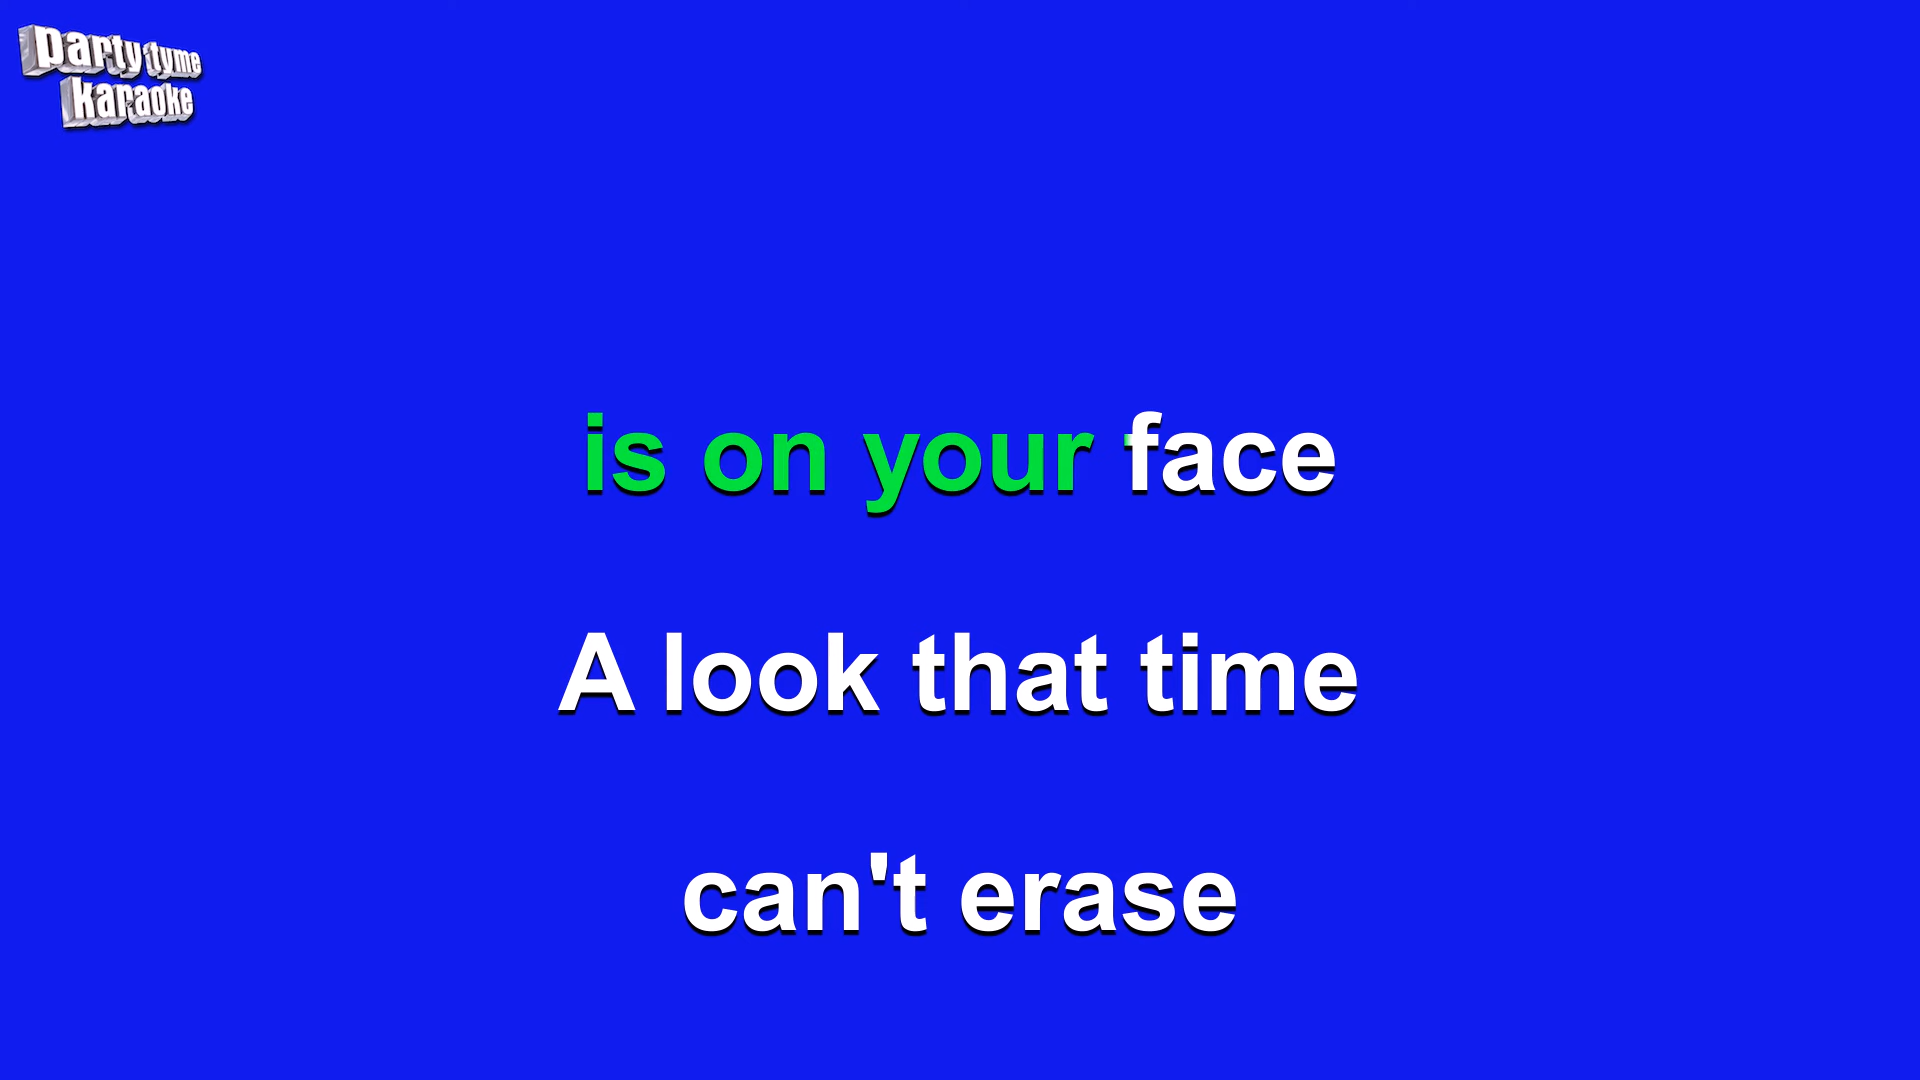 party tyme
karaoke
is on your face
A look that time
can't erase